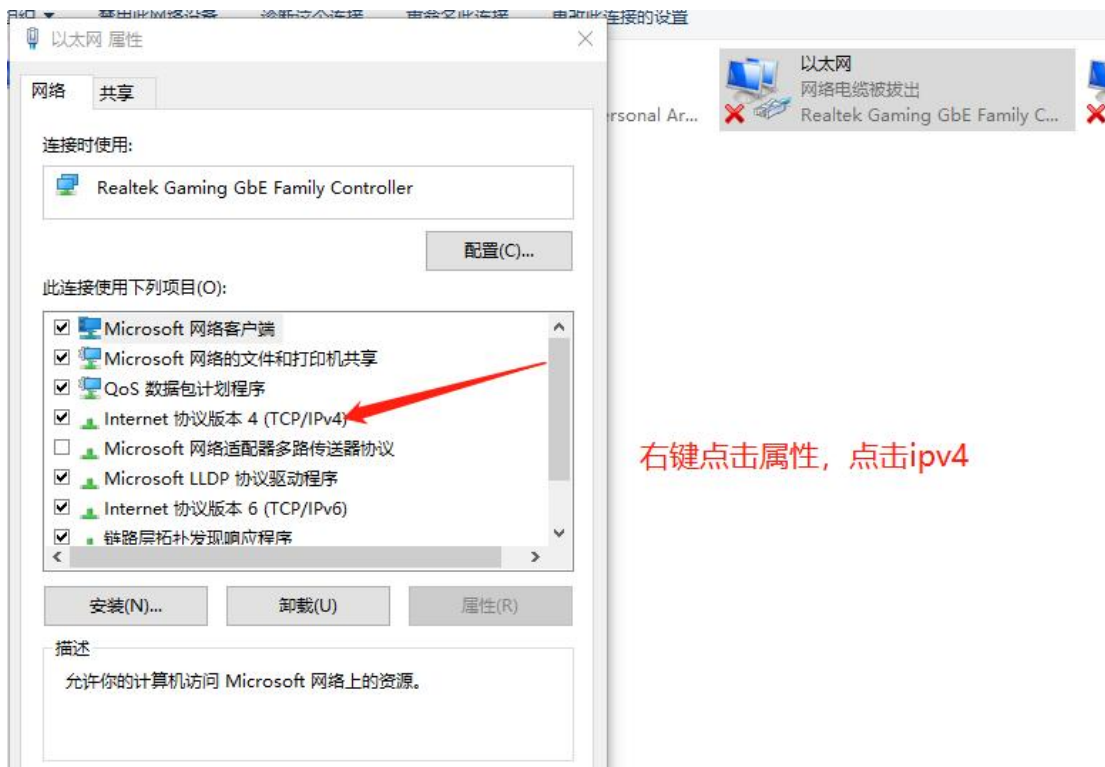 禁用此网络设备 诊断这个连接 重命名此连接 更改此连接的设置
以太网 属性
网络 共享
连接时使用:
Realtek Gaming GbE Family Controller
配置(C)...
此连接使用下列项目(O):
Microsoft 网络客户端
Microsoft 网络的文件和打印机共享
QoS 数据包计划程序
Internet 协议版本 4 (TCP/IPv4)
Microsoft 网络适配器多路传送器协议
Microsoft LLDP 协议驱动程序
Internet 协议版本 6 (TCP/IPv6)
链路层拓扑发现响应程序
安装(N)... 卸载(U) 属性(R)
描述
允许你的计算机访问 Microsoft 网络上的资源。
以太网
网络电缆被拔出
ersonal Ar... Realtek Gaming GbE Family C...
右键点击属性，点击ipv4